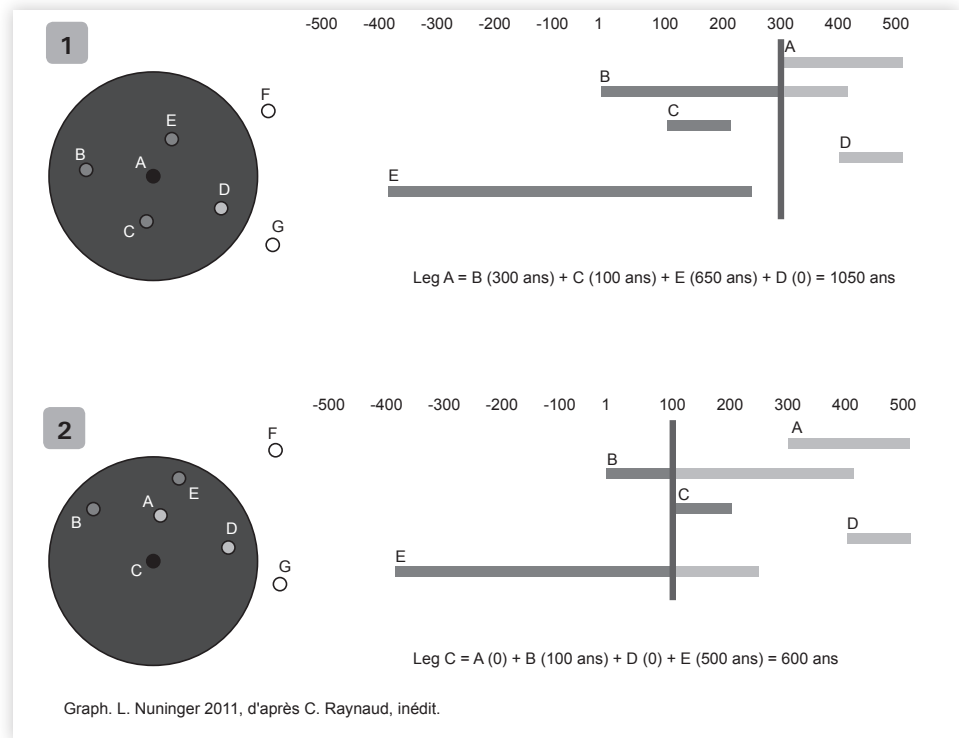 1
-500 -400 -300 -200 -100 1 100 200 300 400 500
A
B
C
D
E
F
E
B
A
D
C
G
Leg A = B (300 ans) + C (100 ans) + E (650 ans) + D (0) = 1050 ans
2
-500 -400 -300 -200 -100 1 100 200 300 400 500
A
B
C
D
E
F
E
A
B
D
C
G
Leg C = A (0) + B (100 ans) + D (0) + E (500 ans) = 600 ans
Graph. L. Nuninger 2011, d'après C. Raynaud, inédit.